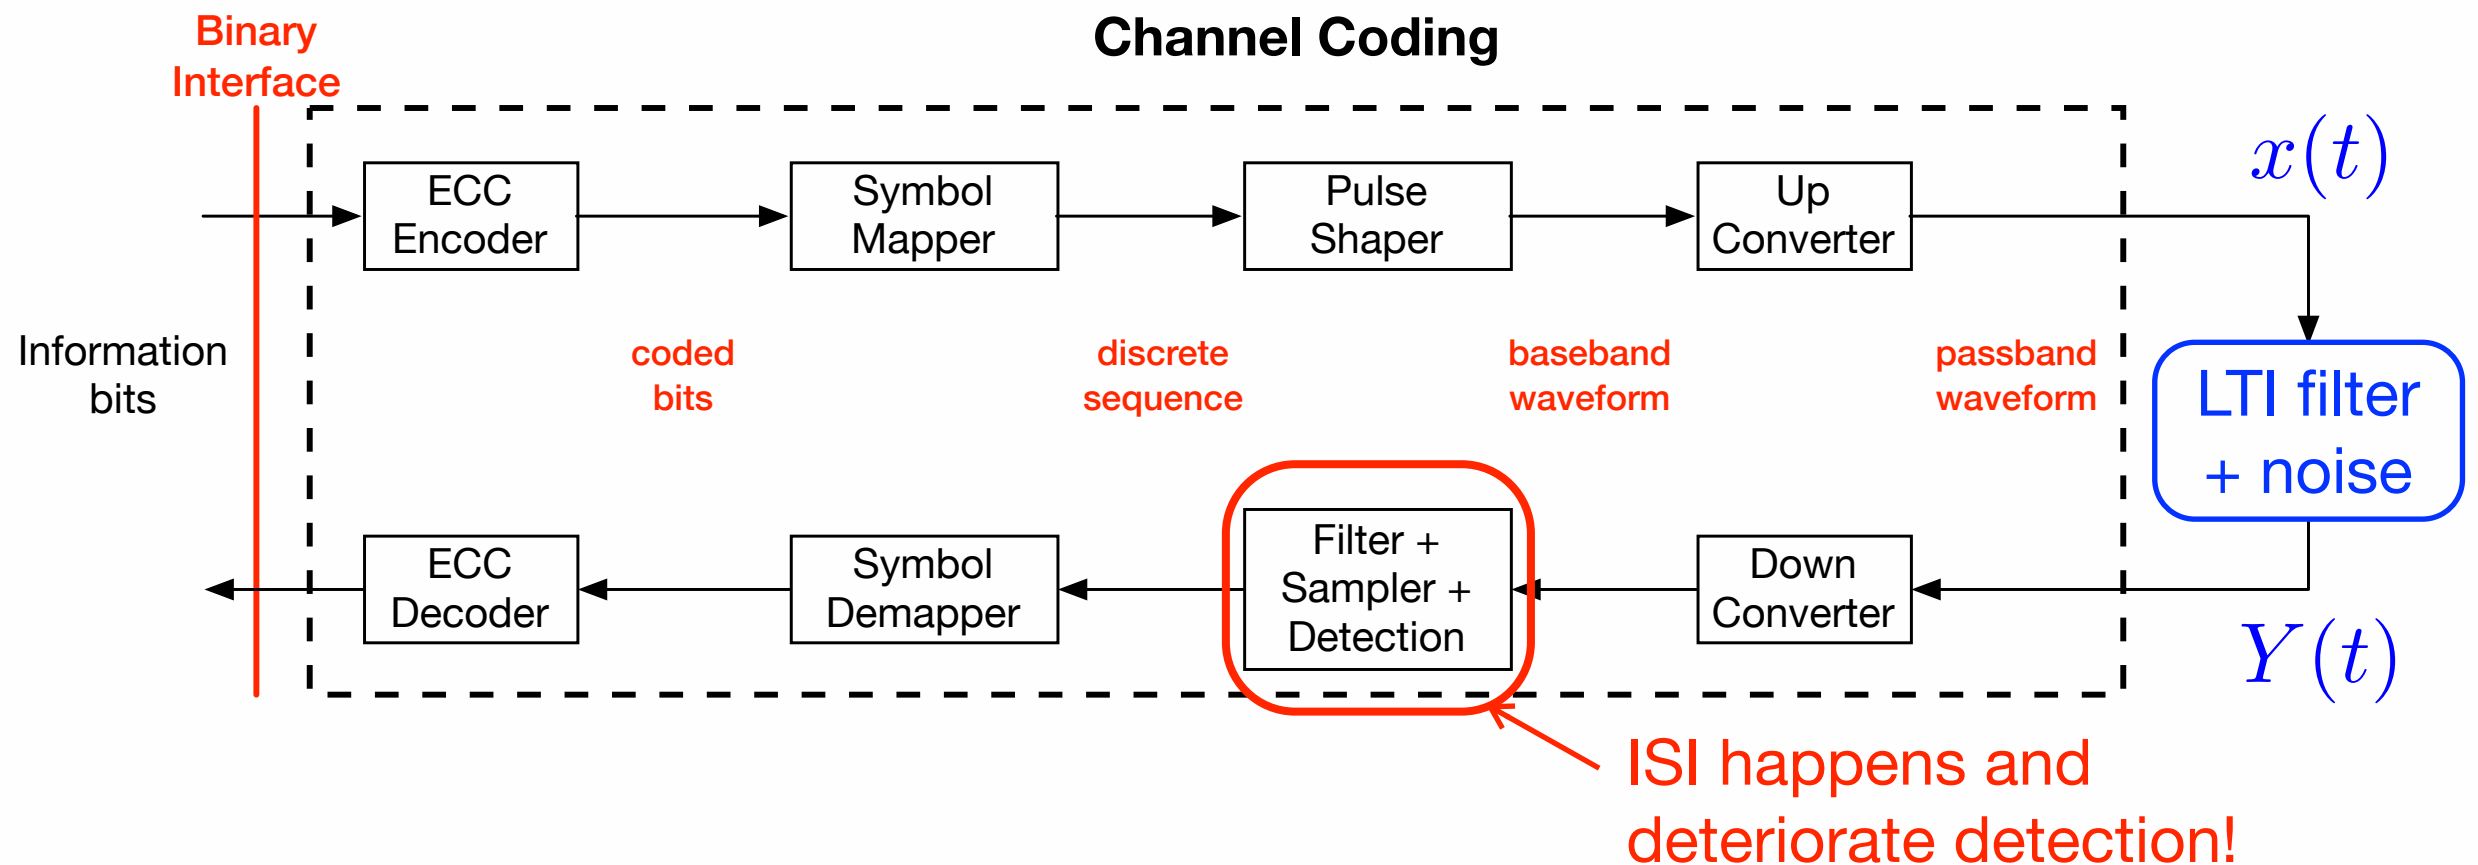 Binary
Interface
Channel Coding
ECC
Encoder
Symbol
Mapper
Pulse
Shaper
Up
Converter
x(t)
Information
bits
coded
bits
discrete
sequence
baseband
waveform
passband
waveform
LTI filter
+ noise
ECC
Decoder
Symbol
Demapper
Filter +
Sampler +
Detection
Down
Converter
Y(t)
ISI happens and
deteriorate detection!